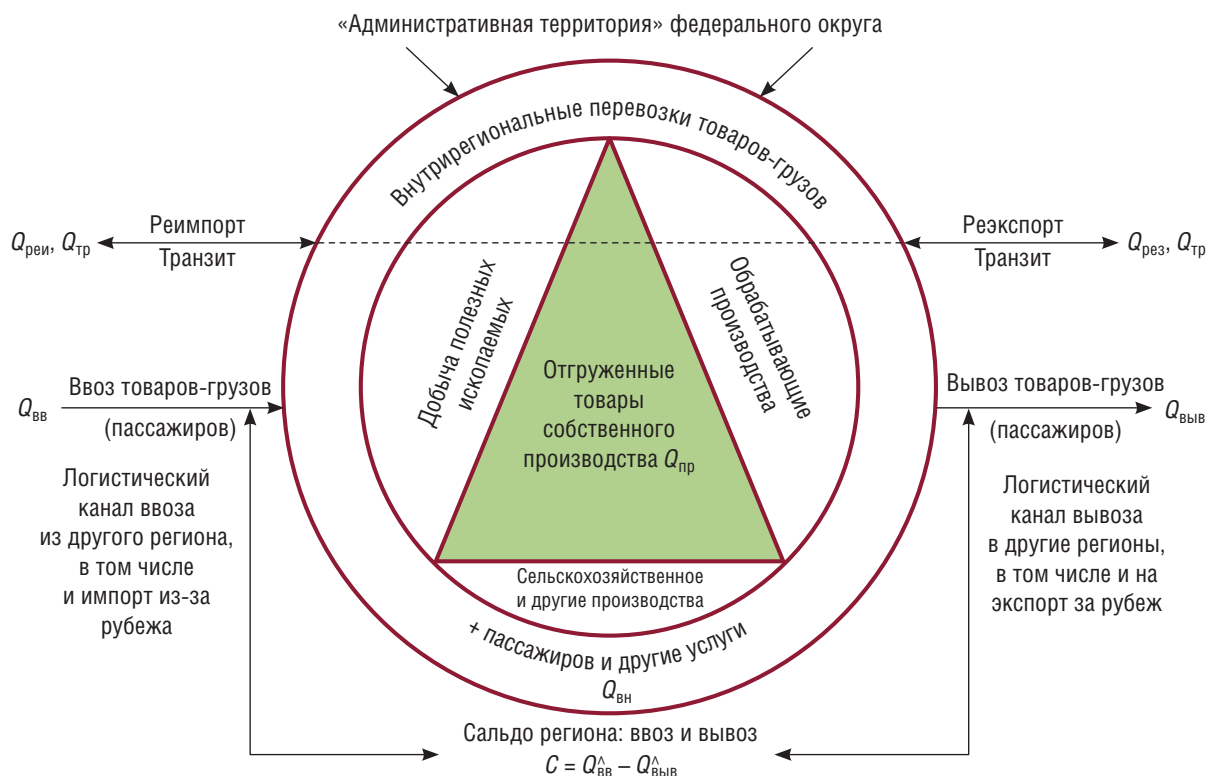 «Административная территория» федерального округа
Внутрирегиональные перевозки товаров-грузов
Реимпорт
Qреи, Qтр
Транзит
Реэкспорт
Qрез, Qтр
Транзит
Добыча полезных
ископаемых
Обрабатывающие
производства
Отгруженные
товары
собственного
производства Qпр
Ввоз товаров-грузов
Qвв
(пассажиров)
Вывоз товаров-грузов
Qвыв
(пассажиров)
Логистический
канал ввоза
из другого региона,
в том числе
и импорт из-за
рубежа
Логистический
канал вывоза
в другие регионы,
в том числе и на
экспорт за рубеж
Сельскохозяйственное
и другие производства
+ пассажиров и другие услуги
Qвн
Сальдо региона: ввоз и вывоз
C = Q^вв – Q^выв